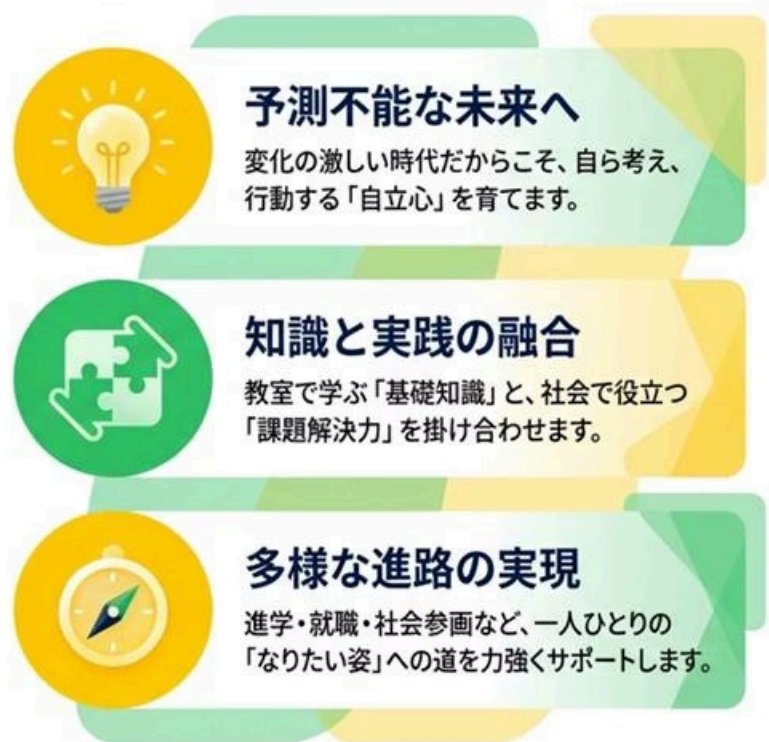 予測不能な未来へ
変化の激しい時代だからこそ、自ら考え、
行動する「自立心」を育てます。
知識と実践の融合
教室で学ぶ「基礎知識」と、社会で役立つ
「課題解決力」を掛け合わせます。
多様な進路の実現
進学・就職・社会参画など、一人ひとりの
「なりたい姿」への道を力強くサポートします。